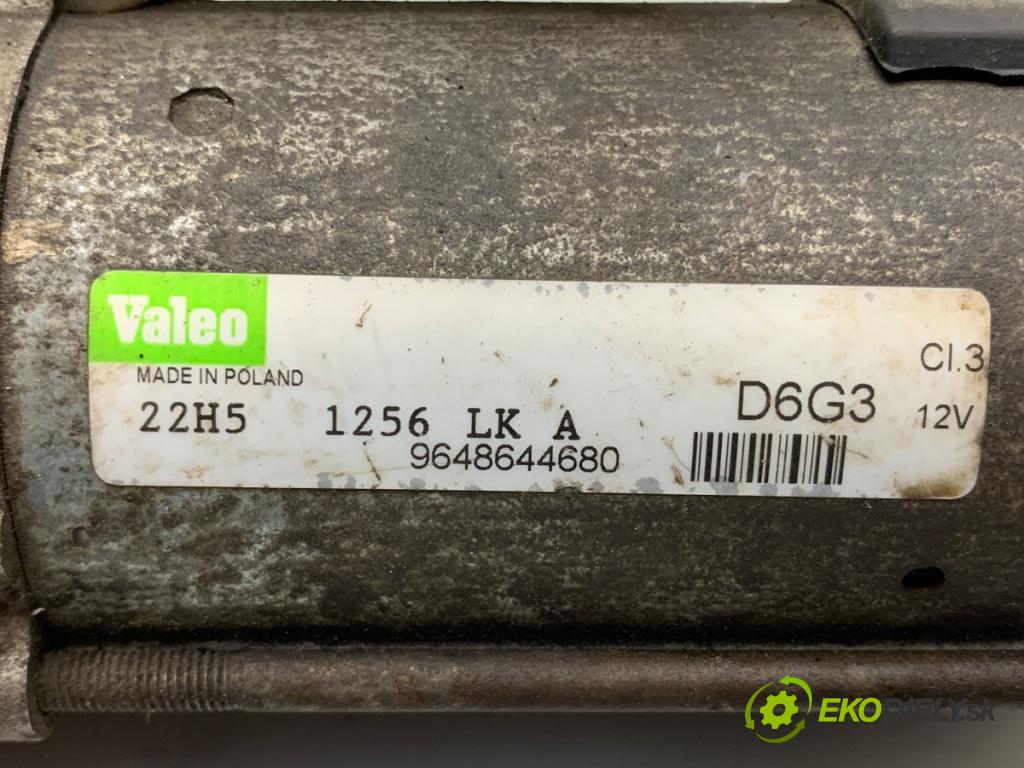 Valeo
MADE IN POLAND
22H5 1256 LK A
9648644680
D6G3
Cl.3
12V
EKODIELY.sk